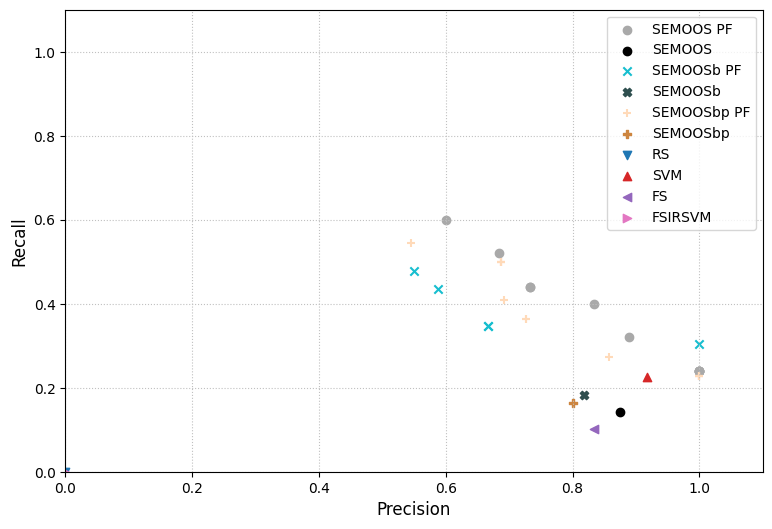 SEMOOS PF
SEMOOS
SEMOOSb PF
SEMOOSb
SEMOOSbp PF
SEMOOSbp
RS
SVM
FS
FSIRSVM
Recall
1.0
0.8
0.6
0.4
0.2
0.0
0.0 0.2 0.4 0.6 0.8 1.0
Precision